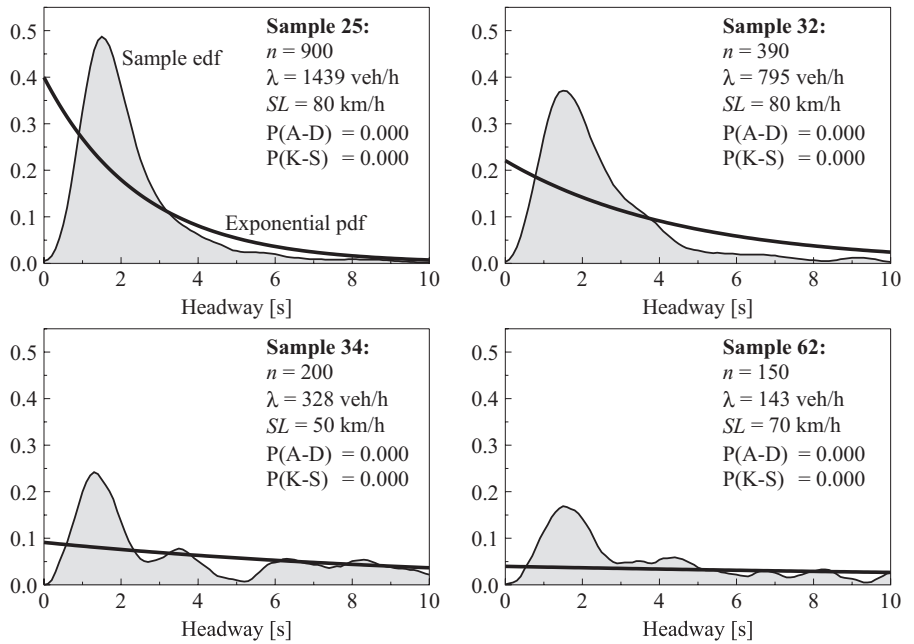 Sample 25:
n = 900
λ = 1439 veh/h
SL = 80 km/h
P(A-D) = 0.000
P(K-S) = 0.000
Sample edf
Exponential pdf
0.5
0.4
0.3
0.2
0.1
0.0
0 2 4 6 8 10
Headway [s]
Sample 32:
n = 390
λ = 795 veh/h
SL = 80 km/h
P(A-D) = 0.000
P(K-S) = 0.000
0.5
0.4
0.3
0.2
0.1
0.0
0 2 4 6 8 10
Headway [s]
Sample 34:
n = 200
λ = 328 veh/h
SL = 50 km/h
P(A-D) = 0.000
P(K-S) = 0.000
0.5
0.4
0.3
0.2
0.1
0.0
0 2 4 6 8 10
Headway [s]
Sample 62:
n = 150
λ = 143 veh/h
SL = 70 km/h
P(A-D) = 0.000
P(K-S) = 0.000
0.5
0.4
0.3
0.2
0.1
0.0
0 2 4 6 8 10
Headway [s]